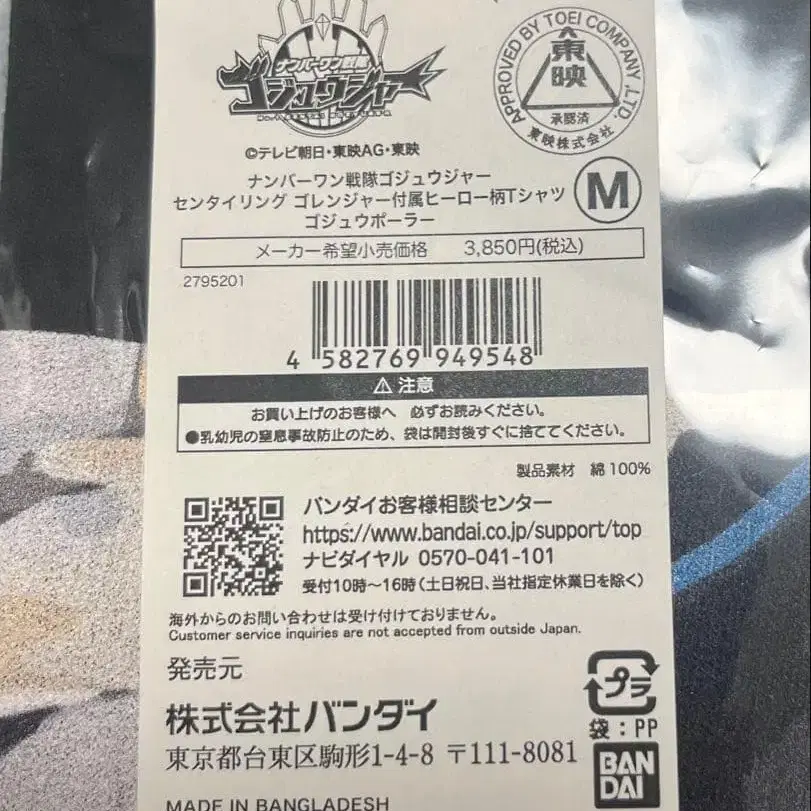 ナンバーワン戦隊
ゴジュウジャー
APPROVED BY TOEI COMPANY ,LTD.
東映
承認済
東映株式会社
©テレビ朝日・東映AG・東映
ナンバーワン戦隊ゴジュウジャー
センタイリング ゴレンジャー付属ヒーロー柄Tシャツ
ゴジュウポーラー
M
メーカー希望小売価格 3,850円(税込)
2795201
4 582769 949548
⚠ 注意
お買い上げのお客様へ 必ずお読みください。
●乳幼児の窒息事故防止のため、袋は開封後すぐに捨ててください。
製品素材 綿100%
バンダイお客様相談センター
https://www.bandai.co.jp/support/top
ナビダイヤル 0570-041-101
受付10時〜16時(土日祝日、当社指定休業日を除く)
海外からのお問い合わせは受け付けておりません。
Customer service inquiries are not accepted from outside Japan.
発売元
株式会社バンダイ
東京都台東区駒形1-4-8 〒111-8081
プラ
袋：PP
BAN
DAI
MADE IN BANGLADESH